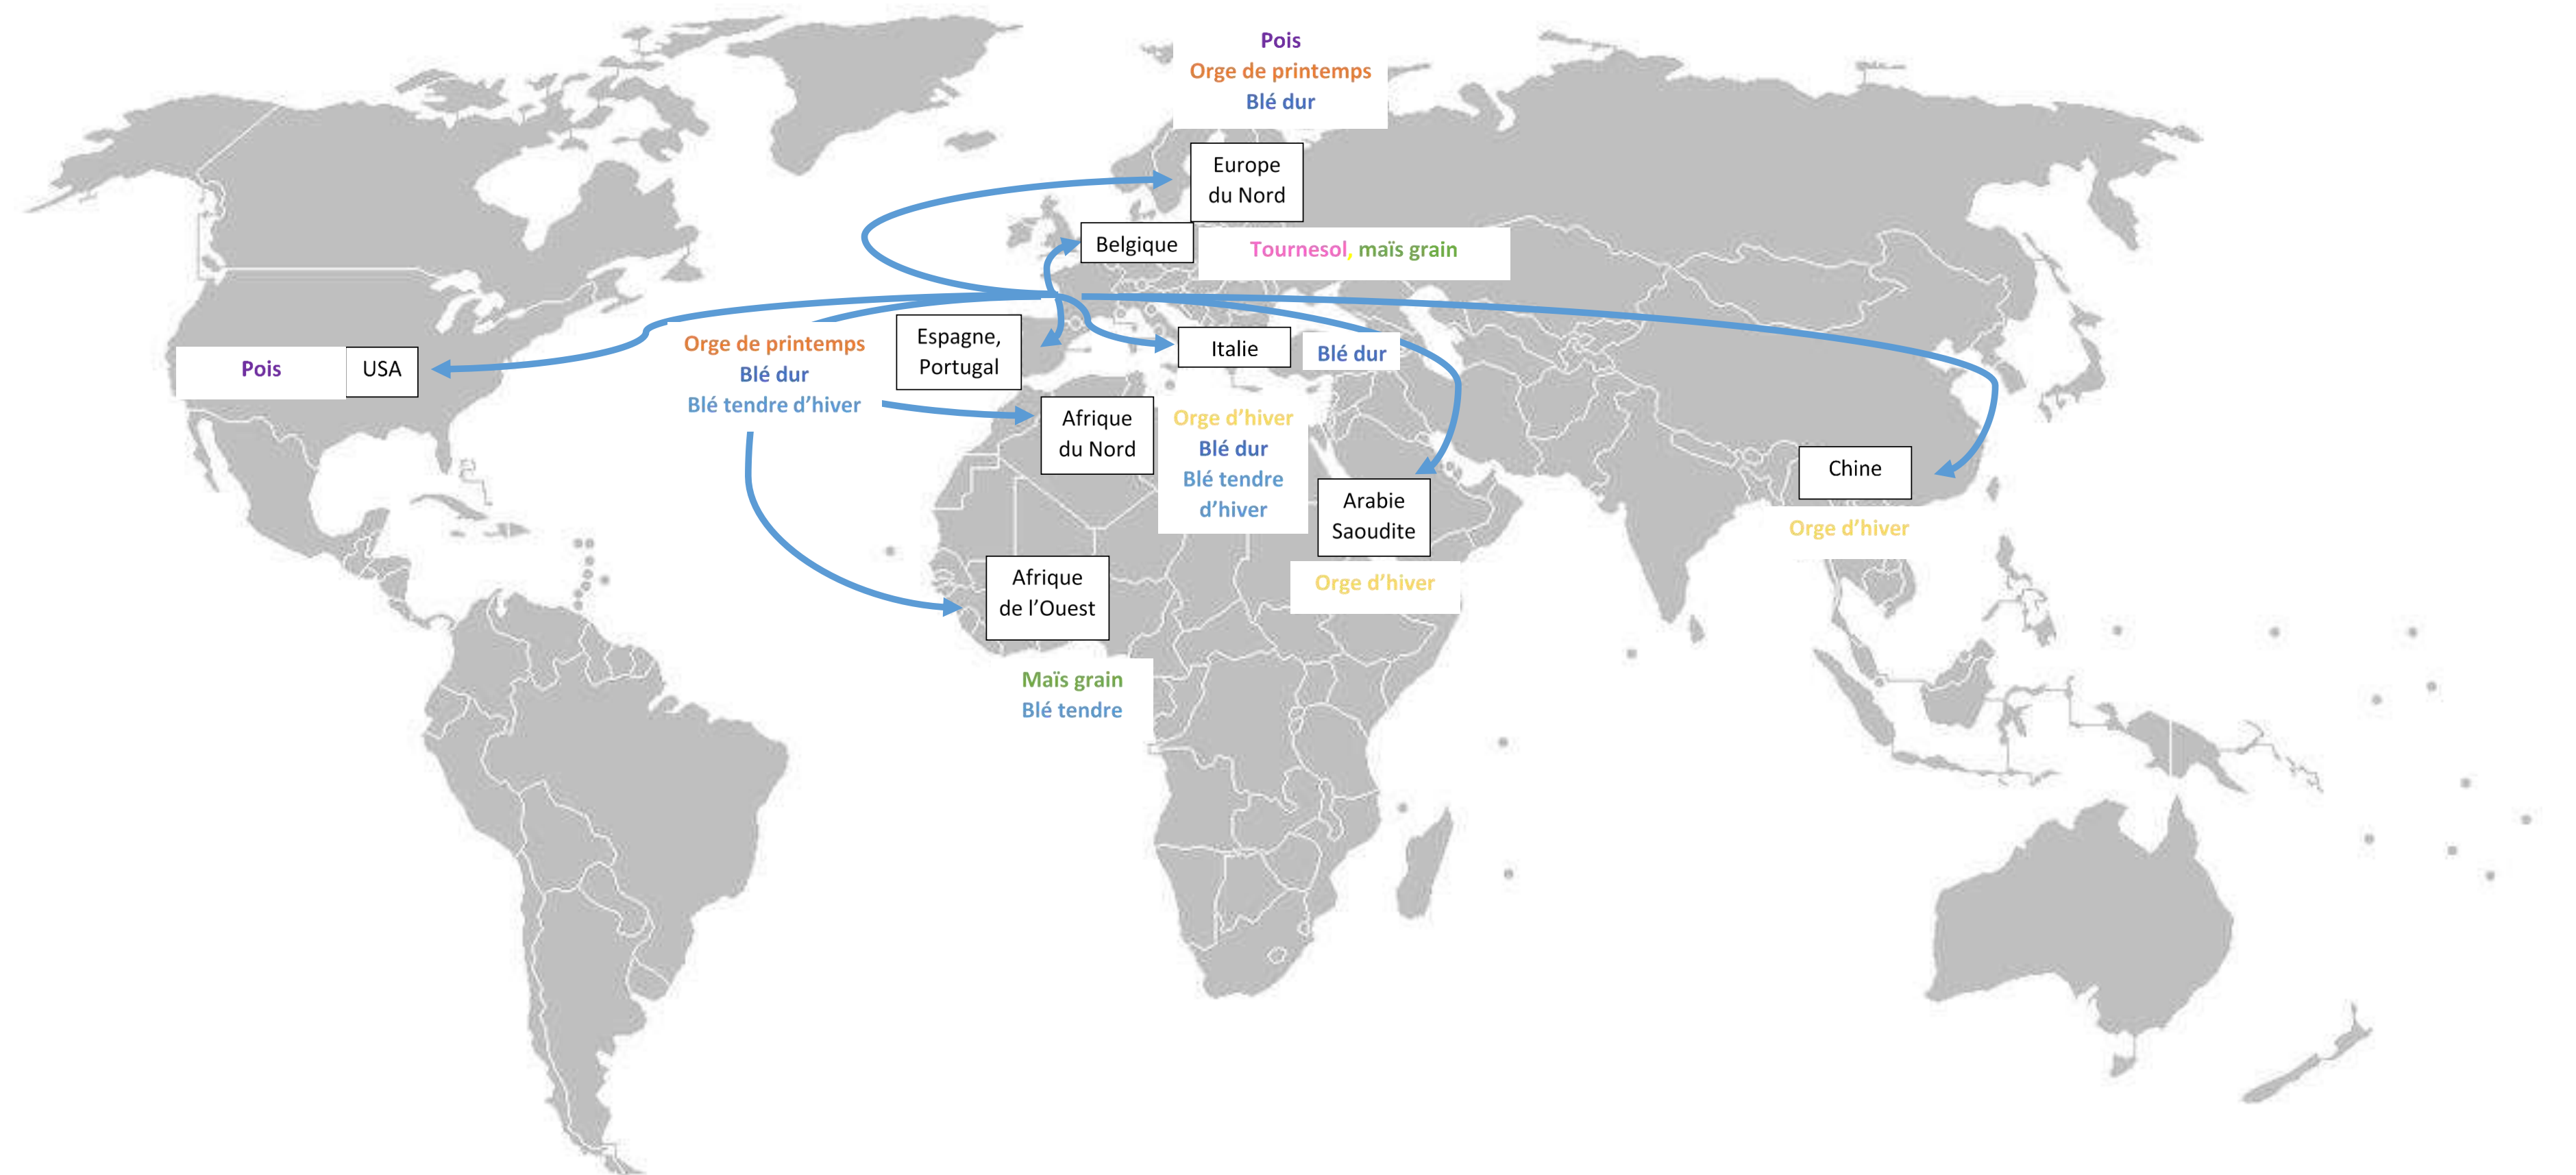 Pois
Orge de printemps
Blé dur
Europe
du Nord
Belgique
Tournesol, maïs grain
Pois
USA
Orge de printemps
Blé dur
Blé tendre d’hiver
Espagne,
Portugal
Italie
Blé dur
Afrique
du Nord
Orge d’hiver
Blé dur
Blé tendre
d’hiver
Arabie
Saoudite
Orge d’hiver
Chine
Orge d’hiver
Afrique
de l’Ouest
Maïs grain
Blé tendre